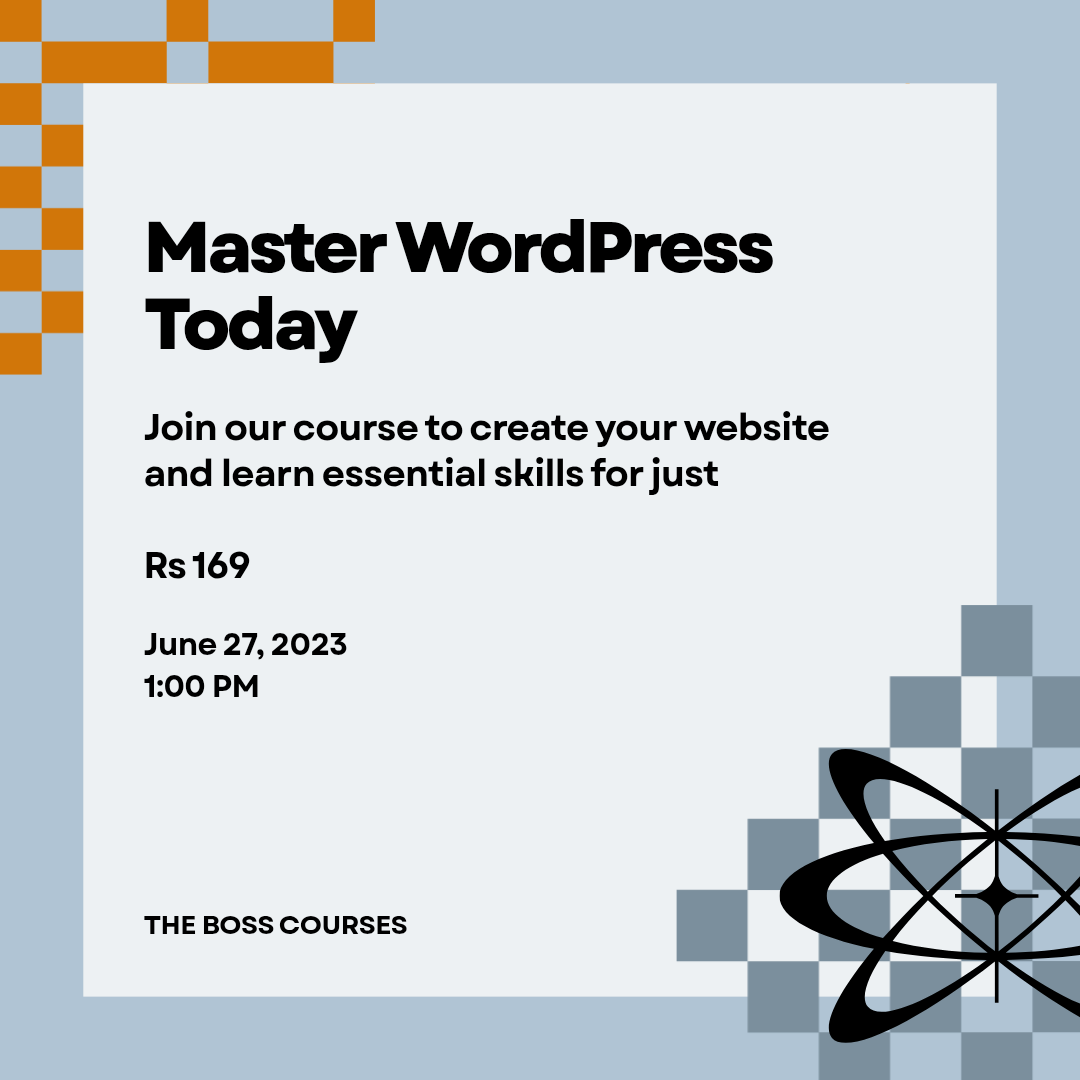 Master WordPress
Today
Join our course to create your website
and learn essential skills for just
Rs 169
June 27, 2023
1:00 PM
THE BOSS COURSES